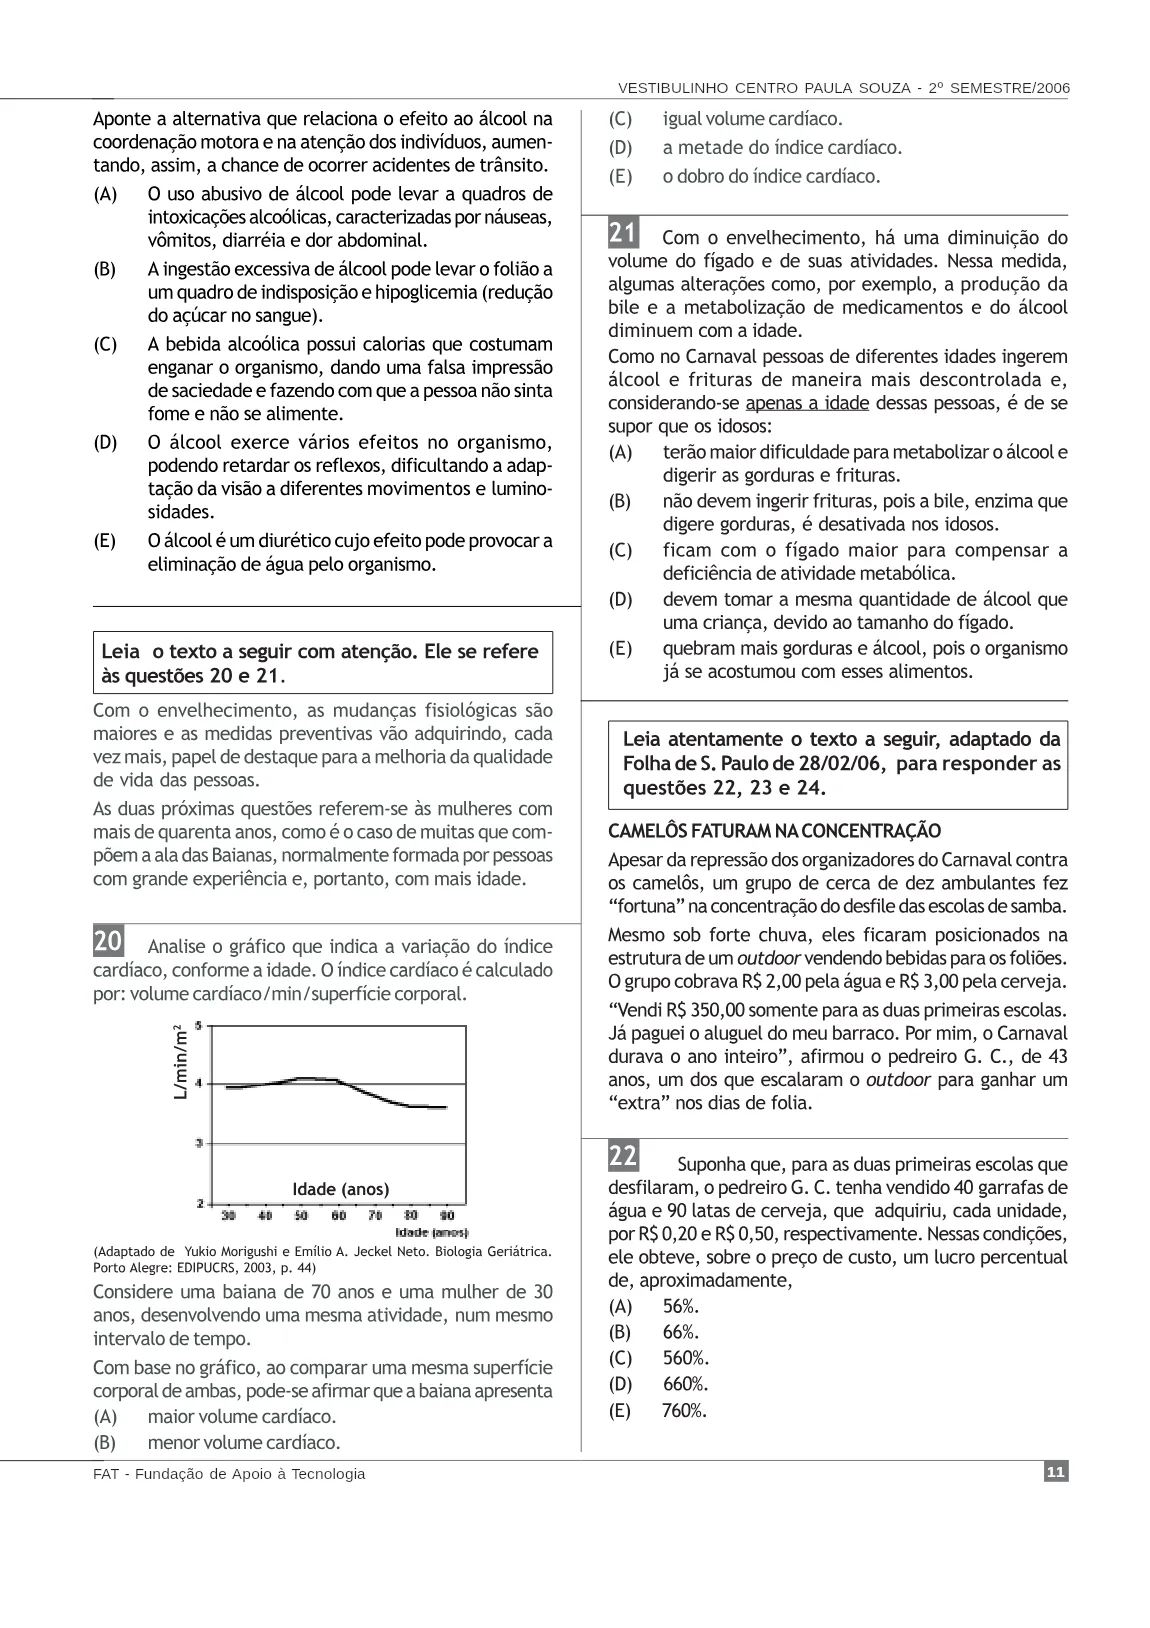 VESTIBULINHO CENTRO PAULA SOUZA - 2º SEMESTRE/2006
Aponte a alternativa que relaciona o efeito ao álcool na
coordenação motora e na atenção dos indivíduos, aumen-
tando, assim, a chance de ocorrer acidentes de trânsito.
(A) O uso abusivo de álcool pode levar a quadros de
intoxicações alcoólicas, caracterizadas por náuseas,
vômitos, diarréia e dor abdominal.
(B) A ingestão excessiva de álcool pode levar o folião a
um quadro de indisposição e hipoglicemia (redução
do açúcar no sangue).
(C) A bebida alcoólica possui calorias que costumam
enganar o organismo, dando uma falsa impressão
de saciedade e fazendo com que a pessoa não sinta
fome e não se alimente.
(D) O álcool exerce vários efeitos no organismo,
podendo retardar os reflexos, dificultando a adap-
tação da visão a diferentes movimentos e lumino-
sidades.
(E) O álcool é um diurético cujo efeito pode provocar a
eliminação de água pelo organismo.
Leia o texto a seguir com atenção. Ele se refere
às questões 20 e 21.
Com o envelhecimento, as mudanças fisiológicas são
maiores e as medidas preventivas vão adquirindo, cada
vez mais, papel de destaque para a melhoria da qualidade
de vida das pessoas.
As duas próximas questões referem-se às mulheres com
mais de quarenta anos, como é o caso de muitas que com-
põem a ala das Baianas, normalmente formada por pessoas
com grande experiência e, portanto, com mais idade.
20 Analise o gráfico que indica a variação do índice
cardíaco, conforme a idade. O índice cardíaco é calculado
por: volume cardíaco/min/superfície corporal.
L/min/m²
5
4
3
2
Idade (anos)
30 40 50 60 70 80 90
Idade (anos)
(Adaptado de Yukio Morigushi e Emílio A. Jeckel Neto. Biologia Geriátrica.
Porto Alegre: EDIPUCRS, 2003, p. 44)
Considere uma baiana de 70 anos e uma mulher de 30
anos, desenvolvendo uma mesma atividade, num mesmo
intervalo de tempo.
Com base no gráfico, ao comparar uma mesma superfície
corporal de ambas, pode-se afirmar que a baiana apresenta
(A) maior volume cardíaco.
(B) menor volume cardíaco.
(C) igual volume cardíaco.
(D) a metade do índice cardíaco.
(E) o dobro do índice cardíaco.
21 Com o envelhecimento, há uma diminuição do
volume do fígado e de suas atividades. Nessa medida,
algumas alterações como, por exemplo, a produção da
bile e a metabolização de medicamentos e do álcool
diminuem com a idade.
Como no Carnaval pessoas de diferentes idades ingerem
álcool e frituras de maneira mais descontrolada e,
considerando-se apenas a idade dessas pessoas, é de se
supor que os idosos:
(A) terão maior dificuldade para metabolizar o álcool e
digerir as gorduras e frituras.
(B) não devem ingerir frituras, pois a bile, enzima que
digere gorduras, é desativada nos idosos.
(C) ficam com o fígado maior para compensar a
deficiência de atividade metabólica.
(D) devem tomar a mesma quantidade de álcool que
uma criança, devido ao tamanho do fígado.
(E) quebram mais gorduras e álcool, pois o organismo
já se acostumou com esses alimentos.
Leia atentamente o texto a seguir, adaptado da
Folha de S. Paulo de 28/02/06, para responder as
questões 22, 23 e 24.
CAMELÔS FATURAM NA CONCENTRAÇÃO
Apesar da repressão dos organizadores do Carnaval contra
os camelôs, um grupo de cerca de dez ambulantes fez
“fortuna” na concentração do desfile das escolas de samba.
Mesmo sob forte chuva, eles ficaram posicionados na
estrutura de um outdoor vendendo bebidas para os foliões.
O grupo cobrava R$ 2,00 pela água e R$ 3,00 pela cerveja.
“Vendi R$ 350,00 somente para as duas primeiras escolas.
Já paguei o aluguel do meu barraco. Por mim, o Carnaval
durava o ano inteiro”, afirmou o pedreiro G. C., de 43
anos, um dos que escalaram o outdoor para ganhar um
“extra” nos dias de folia.
22 Suponha que, para as duas primeiras escolas que
desfilaram, o pedreiro G. C. tenha vendido 40 garrafas de
água e 90 latas de cerveja, que adquiriu, cada unidade,
por R$ 0,20 e R$ 0,50, respectivamente. Nessas condições,
ele obteve, sobre o preço de custo, um lucro percentual
de, aproximadamente,
(A) 56%.
(B) 66%.
(C) 560%.
(D) 660%.
(E) 760%.
FAT - Fundação de Apoio à Tecnologia
11